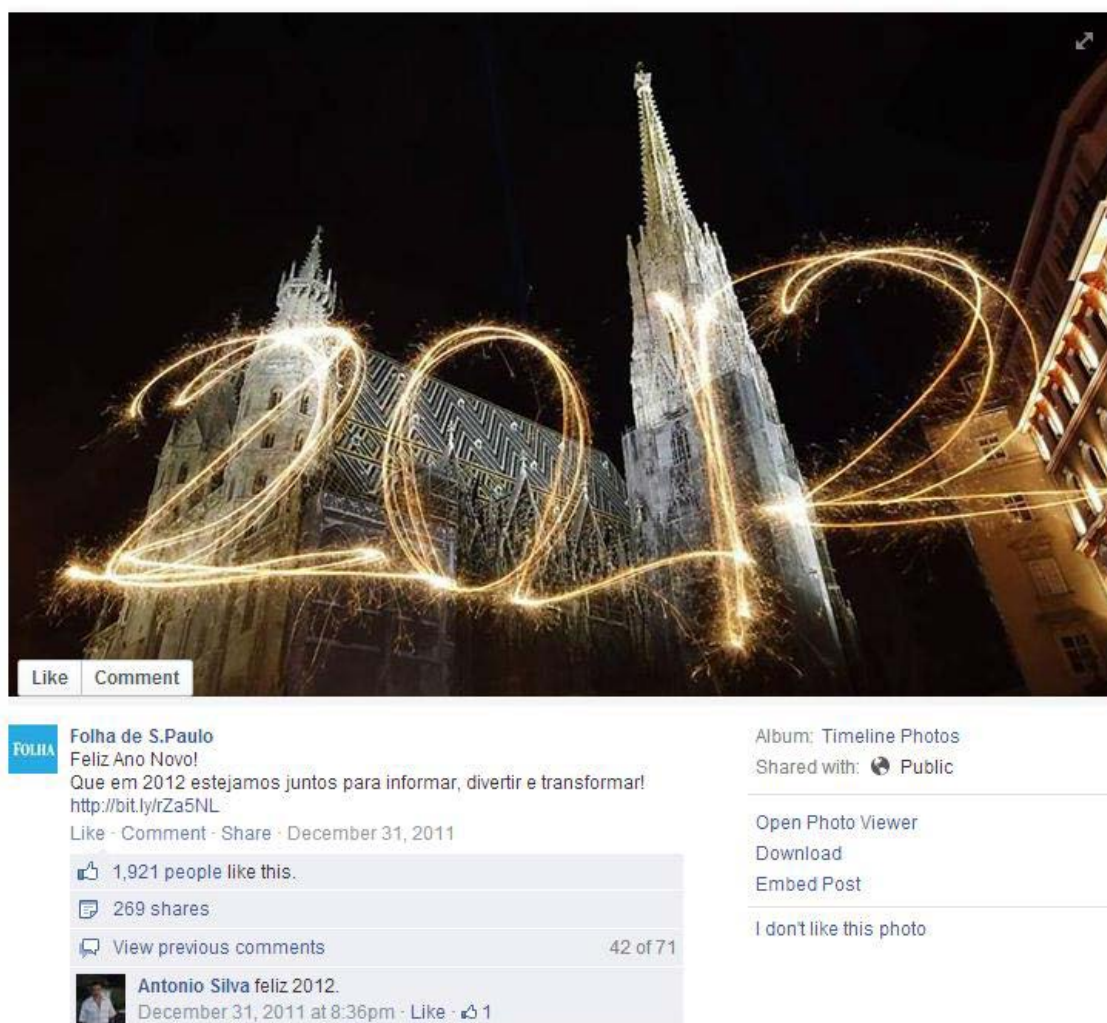 2012
Like Comment
FOLHA
Folha de S.Paulo
Feliz Ano Novo!
Que em 2012 estejamos juntos para informar, divertir e transformar!
http://bit.ly/rZa5NL
Like · Comment · Share · December 31, 2011
1,921 people like this.
269 shares
View previous comments 42 of 71
Antonio Silva feliz 2012.
December 31, 2011 at 8:36pm · Like · 1
Album: Timeline Photos
Shared with: Public
Open Photo Viewer
Download
Embed Post
I don't like this photo